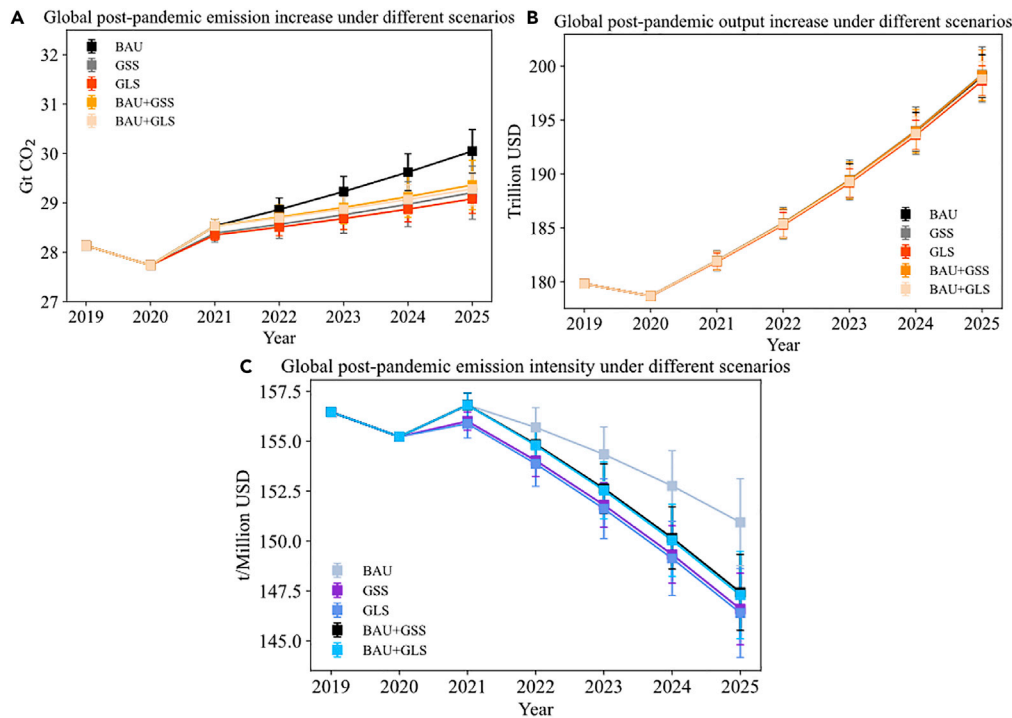 A Global post-pandemic emission increase under different scenarios
32
31
30
29
28
27
Gt CO₂
BAU
GSS
GLS
BAU+GSS
BAU+GLS
2019 2020 2021 2022 2023 2024 2025
Year
B Global post-pandemic output increase under different scenarios
200
195
190
185
180
Trillion USD
BAU
GSS
GLS
BAU+GSS
BAU+GLS
2019 2020 2021 2022 2023 2024 2025
Year
C Global post-pandemic emission intensity under different scenarios
157.5
155.0
152.5
150.0
147.5
145.0
t/Million USD
BAU
GSS
GLS
BAU+GSS
BAU+GLS
2019 2020 2021 2022 2023 2024 2025
Year